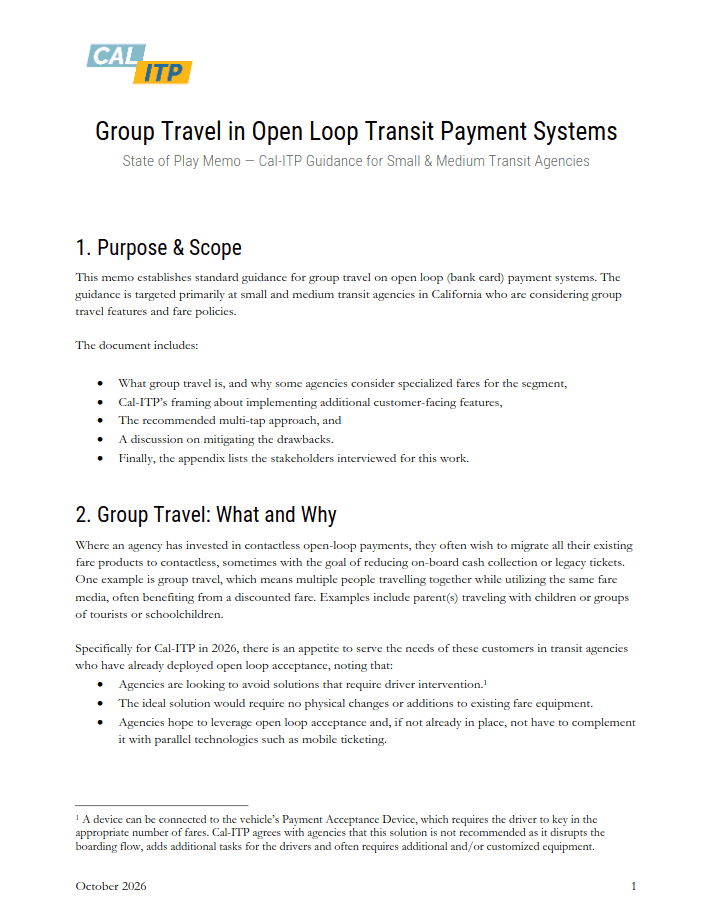 CAL
ITP
Group Travel in Open Loop Transit Payment Systems
State of Play Memo — Cal-ITP Guidance for Small & Medium Transit Agencies
1. Purpose & Scope
This memo establishes standard guidance for group travel on open loop (bank card) payment systems. The
guidance is targeted primarily at small and medium transit agencies in California who are considering group
travel features and fare policies.
The document includes:
• What group travel is, and why some agencies consider specialized fares for the segment,
• Cal-ITP’s framing about implementing additional customer-facing features,
• The recommended multi-tap approach, and
• A discussion on mitigating the drawbacks.
• Finally, the appendix lists the stakeholders interviewed for this work.
2. Group Travel: What and Why
Where an agency has invested in contactless open-loop payments, they often wish to migrate all their existing
fare products to contactless, sometimes with the goal of reducing on-board cash collection or legacy tickets.
One example is group travel, which means multiple people travelling together while utilizing the same fare
media, often benefiting from a discounted fare. Examples include parent(s) traveling with children or groups
of tourists or schoolchildren.
Specifically for Cal-ITP in 2026, there is an appetite to serve the needs of these customers in transit agencies
who have already deployed open loop acceptance, noting that:
• Agencies are looking to avoid solutions that require driver intervention.¹
• The ideal solution would require no physical changes or additions to existing fare equipment.
• Agencies hope to leverage open loop acceptance and, if not already in place, not have to complement
it with parallel technologies such as mobile ticketing.
¹ A device can be connected to the vehicle’s Payment Acceptance Device, which requires the driver to key in the
appropriate number of fares. Cal-ITP agrees with agencies that this solution is not recommended as it disrupts the
boarding flow, adds additional tasks for the drivers and often requires additional and/or customized equipment.
October 2026 1